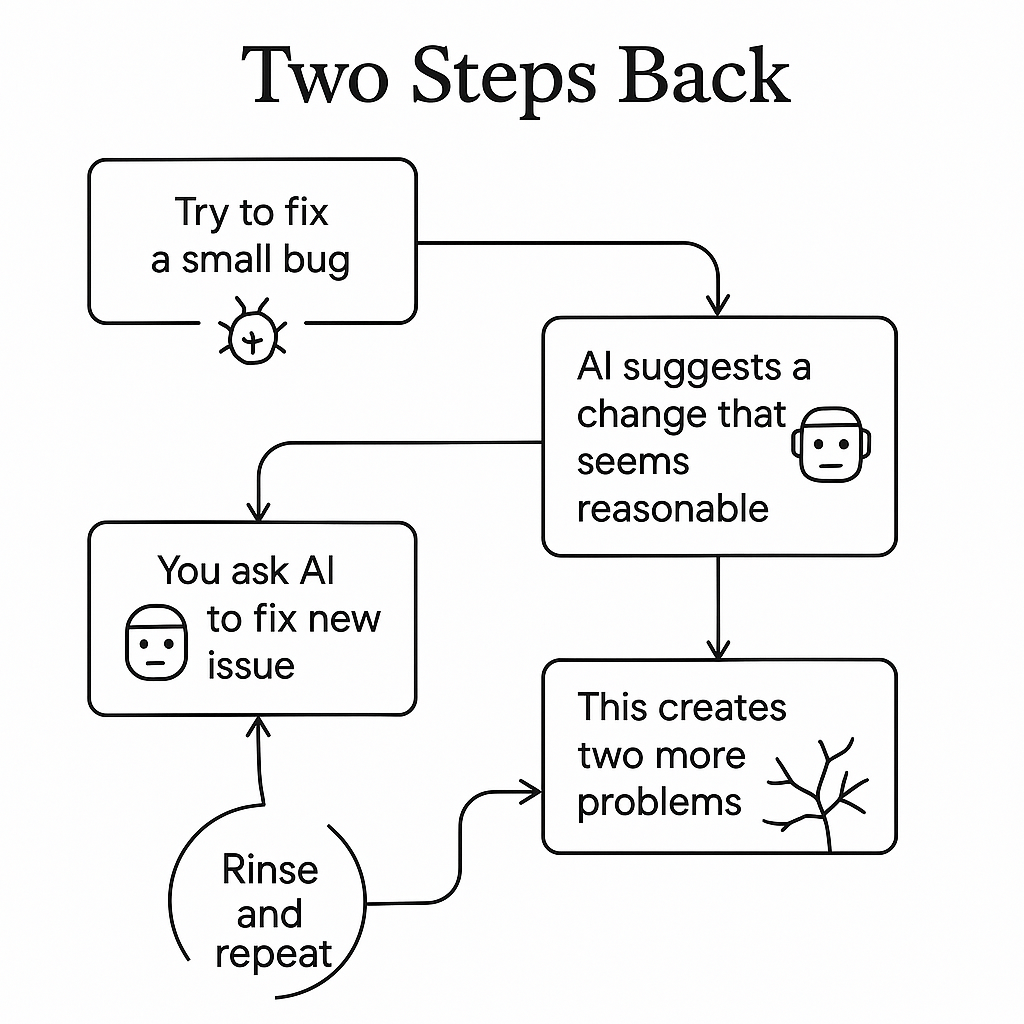 Two Steps Back
Try to fix
a small bug
AI suggests a
change that
seems
reasonable
You ask AI
to fix new
issue
This creates
two more
problems
Rinse
and
repeat